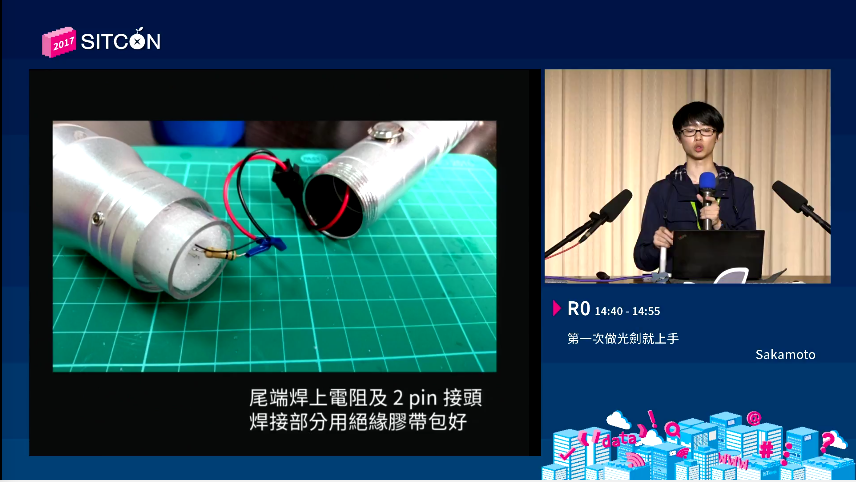 2017 SITCON
尾端焊上電阻及 2 pin 接頭
焊接部分用絕緣膠帶包好
R0 14:40 - 14:55
第一次做光劍就上手
Sakamoto
data
@
#
?
www